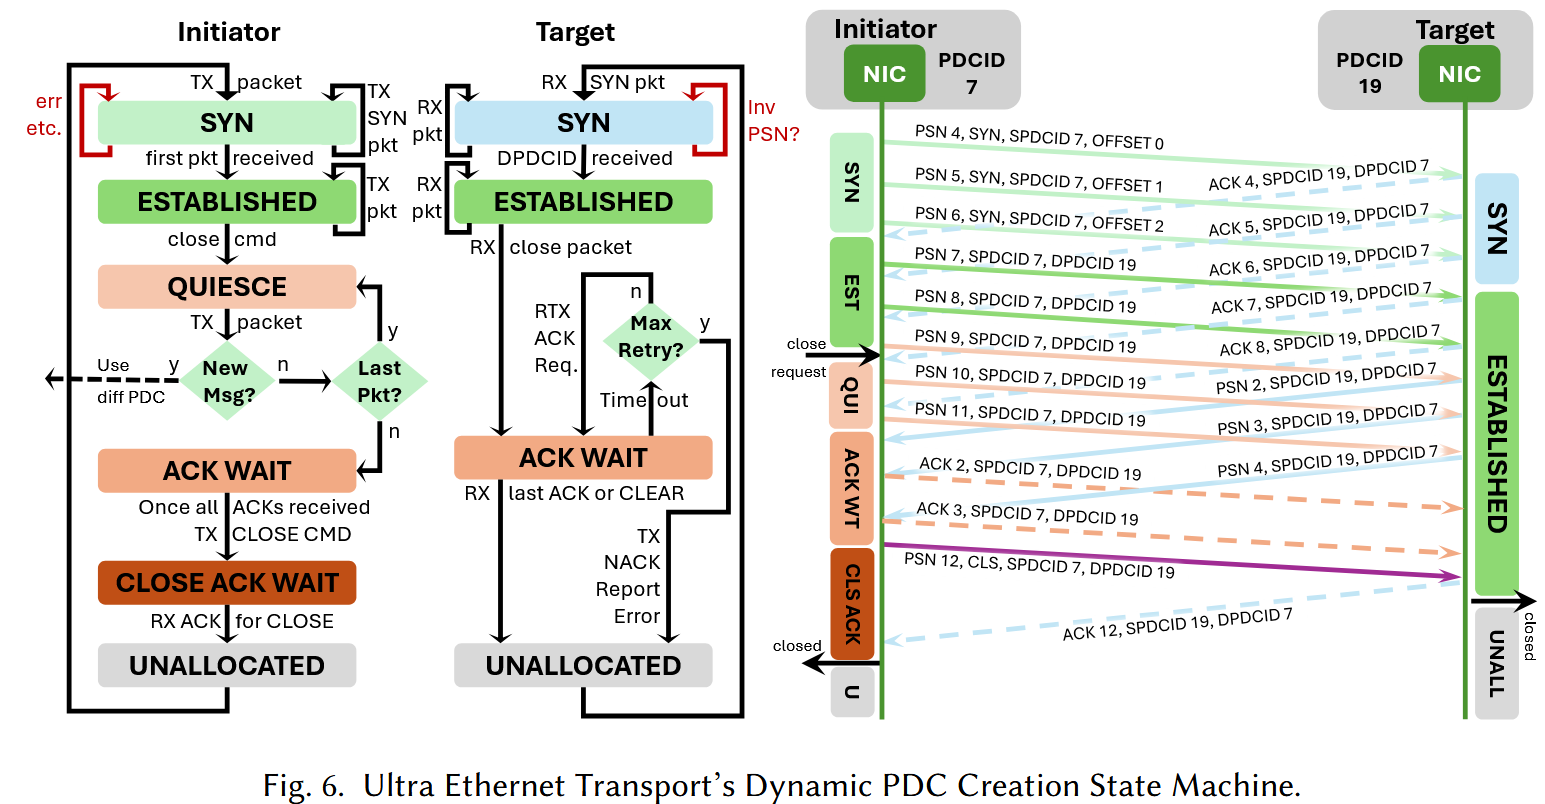 Initiator
TX packet
err
etc.
SYN
TX
SYN
pkt
first pkt received
ESTABLISHED
TX
pkt
close cmd
QUIESCE
TX packet
y
Use
diff PDC
y
New
Msg?
n
Last
Pkt?
n
ACK WAIT
Once all ACKs received
TX CLOSE CMD
CLOSE ACK WAIT
RX ACK for CLOSE
UNALLOCATED
Target
RX SYN pkt
RX
pkt
SYN
Inv
PSN?
DPDCID received
RX
pkt
ESTABLISHED
RX close packet
n
RTX
ACK
Req.
Max
Retry?
y
Time out
ACK WAIT
RX last ACK or CLEAR
TX
NACK
Report
Error
UNALLOCATED
Initiator
NIC
PDCID
7
Target
PDCID
19
NIC
SYN
EST
close
request
QUI
ACK WT
CLS ACK
closed
U
PSN 4, SYN, SPDCID 7, OFFSET 0
ACK 4, SPDCID 19, DPDCID 7
PSN 5, SYN, SPDCID 7, OFFSET 1
ACK 5, SPDCID 19, DPDCID 7
PSN 6, SYN, SPDCID 7, OFFSET 2
ACK 6, SPDCID 19, DPDCID 7
PSN 7, SPDCID 7, DPDCID 19
ACK 7, SPDCID 19, DPDCID 7
PSN 8, SPDCID 7, DPDCID 19
ACK 8, SPDCID 19, DPDCID 7
PSN 9, SPDCID 7, DPDCID 19
PSN 2, SPDCID 19, DPDCID 7
PSN 10, SPDCID 7, DPDCID 19
PSN 3, SPDCID 19, DPDCID 7
PSN 11, SPDCID 7, DPDCID 19
PSN 4, SPDCID 19, DPDCID 7
ACK 2, SPDCID 7, DPDCID 19
ACK 3, SPDCID 7, DPDCID 19
PSN 12, CLS, SPDCID 7, DPDCID 19
ACK 12, SPDCID 19, DPDCID 7
SYN
ESTABLISHED
closed
UNALL
Fig. 6. Ultra Ethernet Transport's Dynamic PDC Creation State Machine.